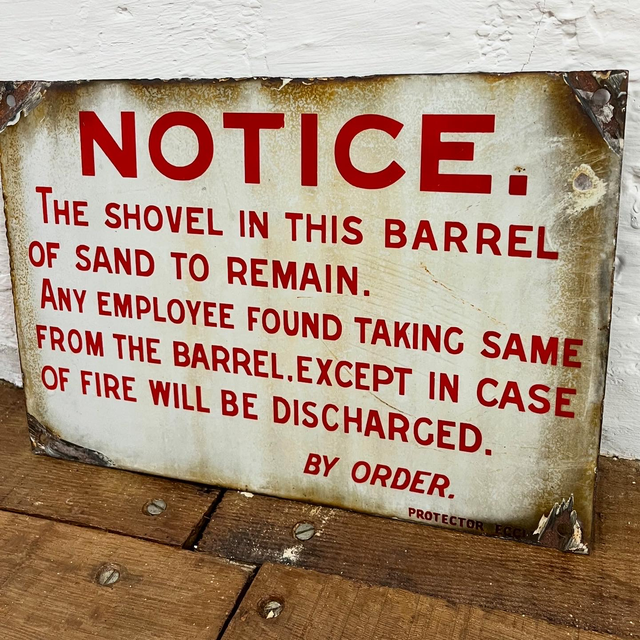 NOTICE.
THE SHOVEL IN THIS BARREL
OF SAND TO REMAIN.
ANY EMPLOYEE FOUND TAKING SAME
FROM THE BARREL, EXCEPT IN CASE
OF FIRE WILL BE DISCHARGED.
BY ORDER.
PROTECTOR